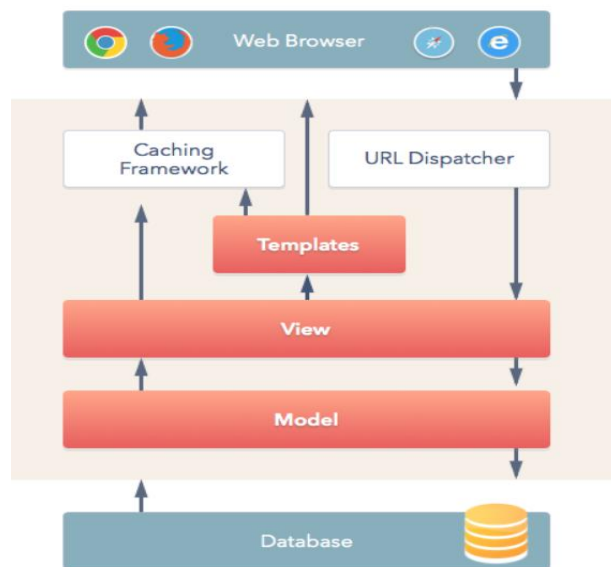 Web Browser
Caching
Framework
URL Dispatcher
Templates
View
Model
Database